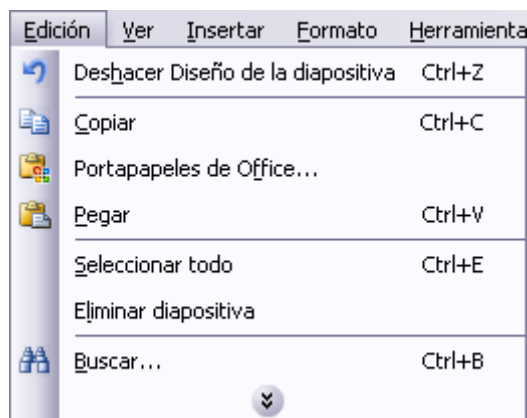 Edición Ver Insertar Formato Herramienta
Deshacer Diseño de la diapositiva Ctrl+Z
Copiar Ctrl+C
Portapapeles de Office...
Pegar Ctrl+V
Seleccionar todo Ctrl+E
Eliminar diapositiva
Buscar... Ctrl+B